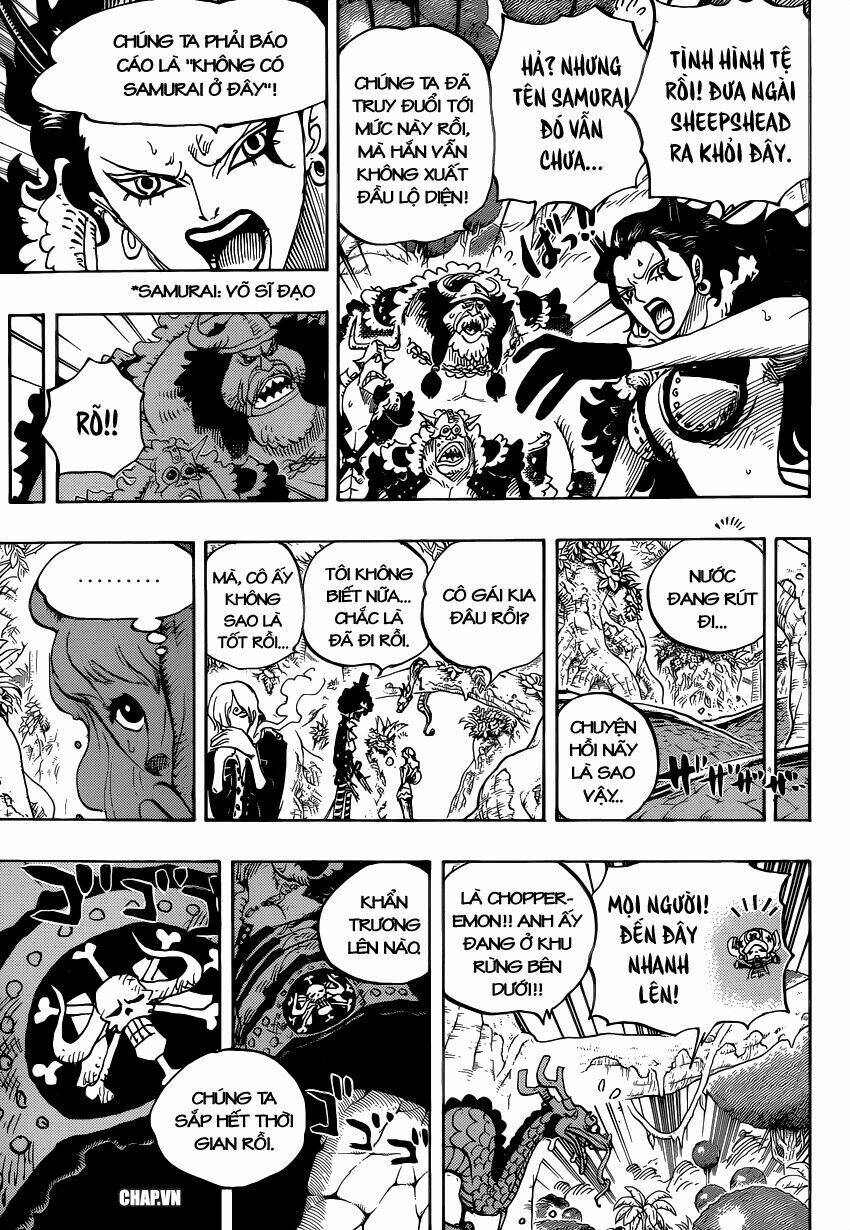 TÌNH HÌNH TỆ
RỒI! ĐƯA NGÀI
SHEEPSHEAD
RA KHỎI ĐÂY.
HẢ? NHƯNG
TÊN SAMURAI
ĐÓ VẪN
CHƯA...
CHÚNG TA ĐÃ
TRUY ĐUỔI TỚI
MỨC NÀY RỒI,
MÀ HẮN VẪN
KHÔNG XUẤT
ĐẦU LỘ DIỆN!
CHÚNG TA PHẢI BÁO
CÁO LÀ "KHÔNG CÓ
SAMURAI Ở ĐÂY"!
*SAMURAI: VÕ SĨ ĐẠO
RÕ!!
NƯỚC
ĐANG RÚT
ĐI...
CHUYỆN
HỒI NÃY
LÀ SAO
VẬY...
CÔ GÁI KIA
ĐÂU RỒI?
TÔI KHÔNG
BIẾT NỮA...
CHẮC LÀ
ĐÃ ĐI RỒI.
MÀ, CÔ ẤY
KHÔNG
SAO LÀ
TỐT RỒI...
.........
MỌI NGƯỜI!
ĐẾN ĐÂY
NHANH
LÊN!
LÀ CHOPPER-
EMON!! ANH ẤY
ĐANG Ở KHU
RỪNG BÊN
DƯỚI!!
KHẨN
TRƯƠNG
LÊN NÀO.
CHÚNG TA
SẮP HẾT THỜI
GIAN RỒI.
CHAP.VN